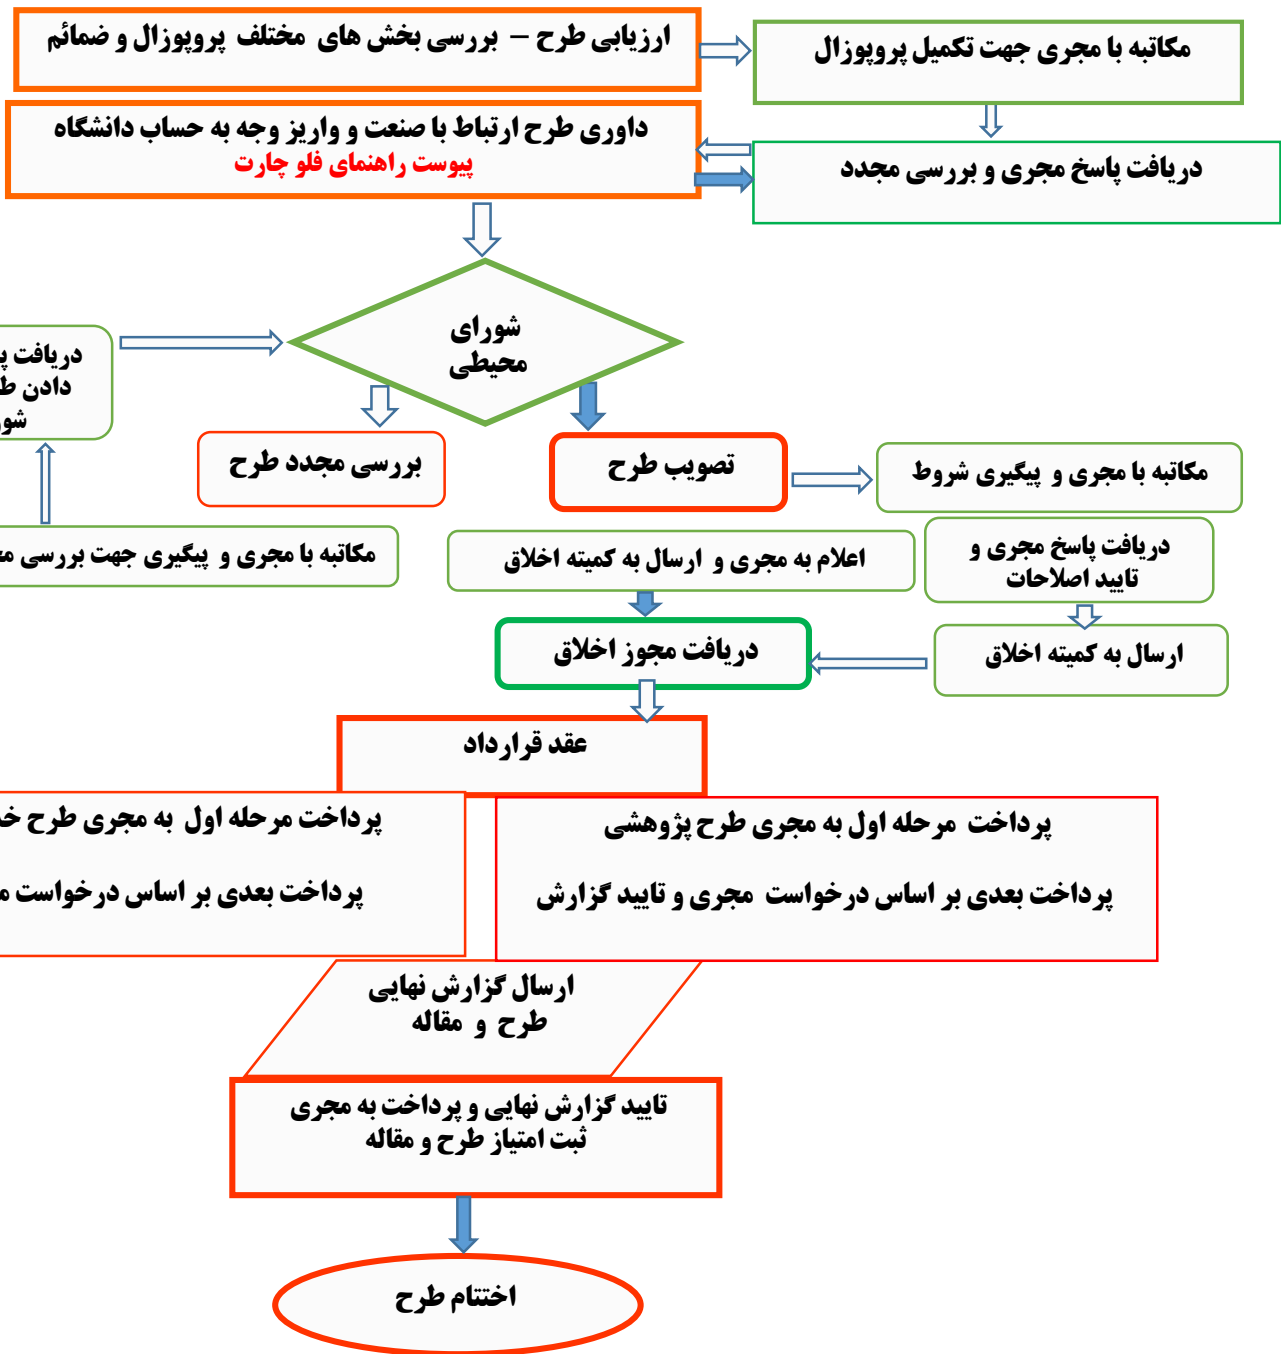 ارزیابی طرح – بررسی بخش های مختلف پروپوزال و ضمائم
مکاتبه با مجری جهت تکمیل پروپوزال
داوری طرح ارتباط با صنعت و واریز وجه به حساب دانشگاه
پیوست راهنمای فلو چارت
دریافت پاسخ مجری و بررسی مجدد
شورای
محیطی
دریافت
دادن
بررسی مجدد طرح
تصویب طرح
مکاتبه با مجری و پیگیری شروط
مکاتبه با مجری و پیگیری جهت بررسی
اعلام به مجری و ارسال به کمیته اخلاق
دریافت پاسخ مجری و
تایید اصلاحات
دریافت مجوز اخلاق
ارسال به کمیته اخلاق
عقد قرارداد
پرداخت مرحله اول به مجری طرح پژوهشی
پرداخت بعدی بر اساس درخواست مجری و تایید گزارش
پرداخت مرحله اول به مجری طرح
پرداخت بعدی بر اساس درخواست
ارسال گزارش نهایی
طرح و مقاله
تایید گزارش نهایی و پرداخت به مجری
ثبت امتیاز طرح و مقاله
اختتام طرح